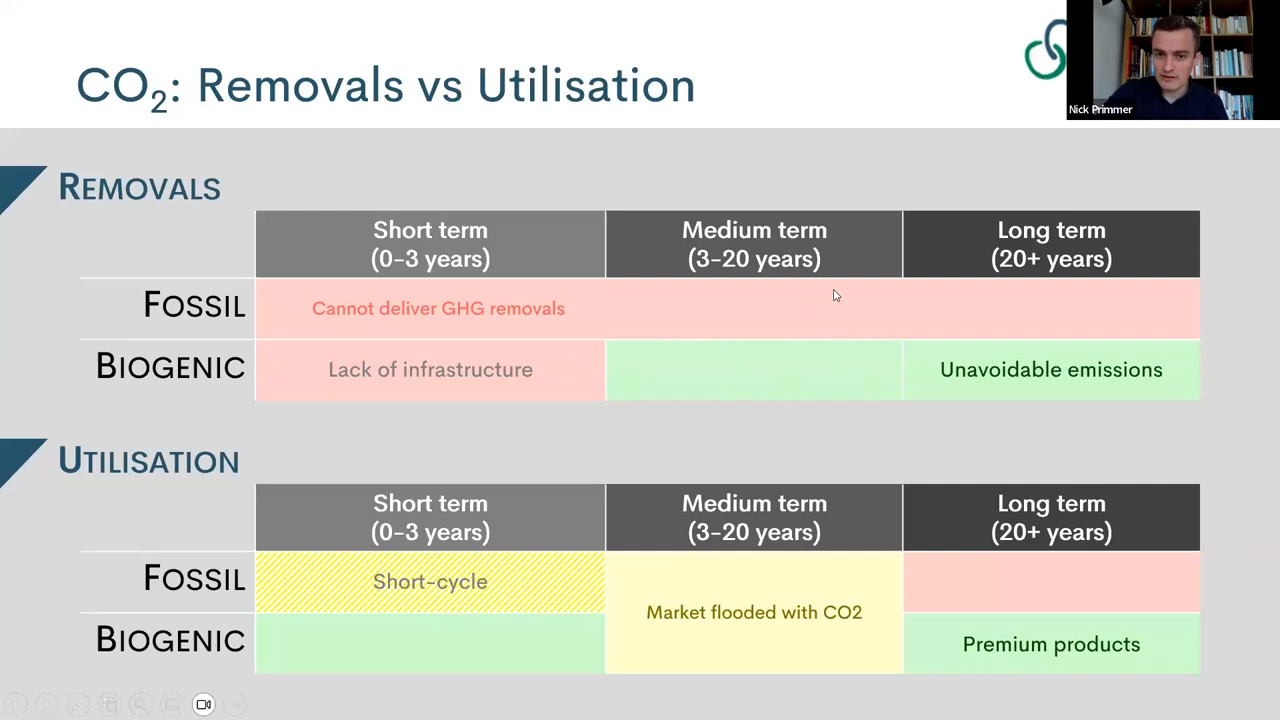 CO2: Removals vs Utilisation
Nick Primmer
REMOVALS
Short term
(0-3 years)
Medium term
(3-20 years)
Long term
(20+ years)
FOSSIL
Cannot deliver GHG removals
BIOGENIC
Lack of infrastructure
Unavoidable emissions
UTILISATION
Short term
(0-3 years)
Medium term
(3-20 years)
Long term
(20+ years)
FOSSIL
Short-cycle
Market flooded with CO2
BIOGENIC
Premium products